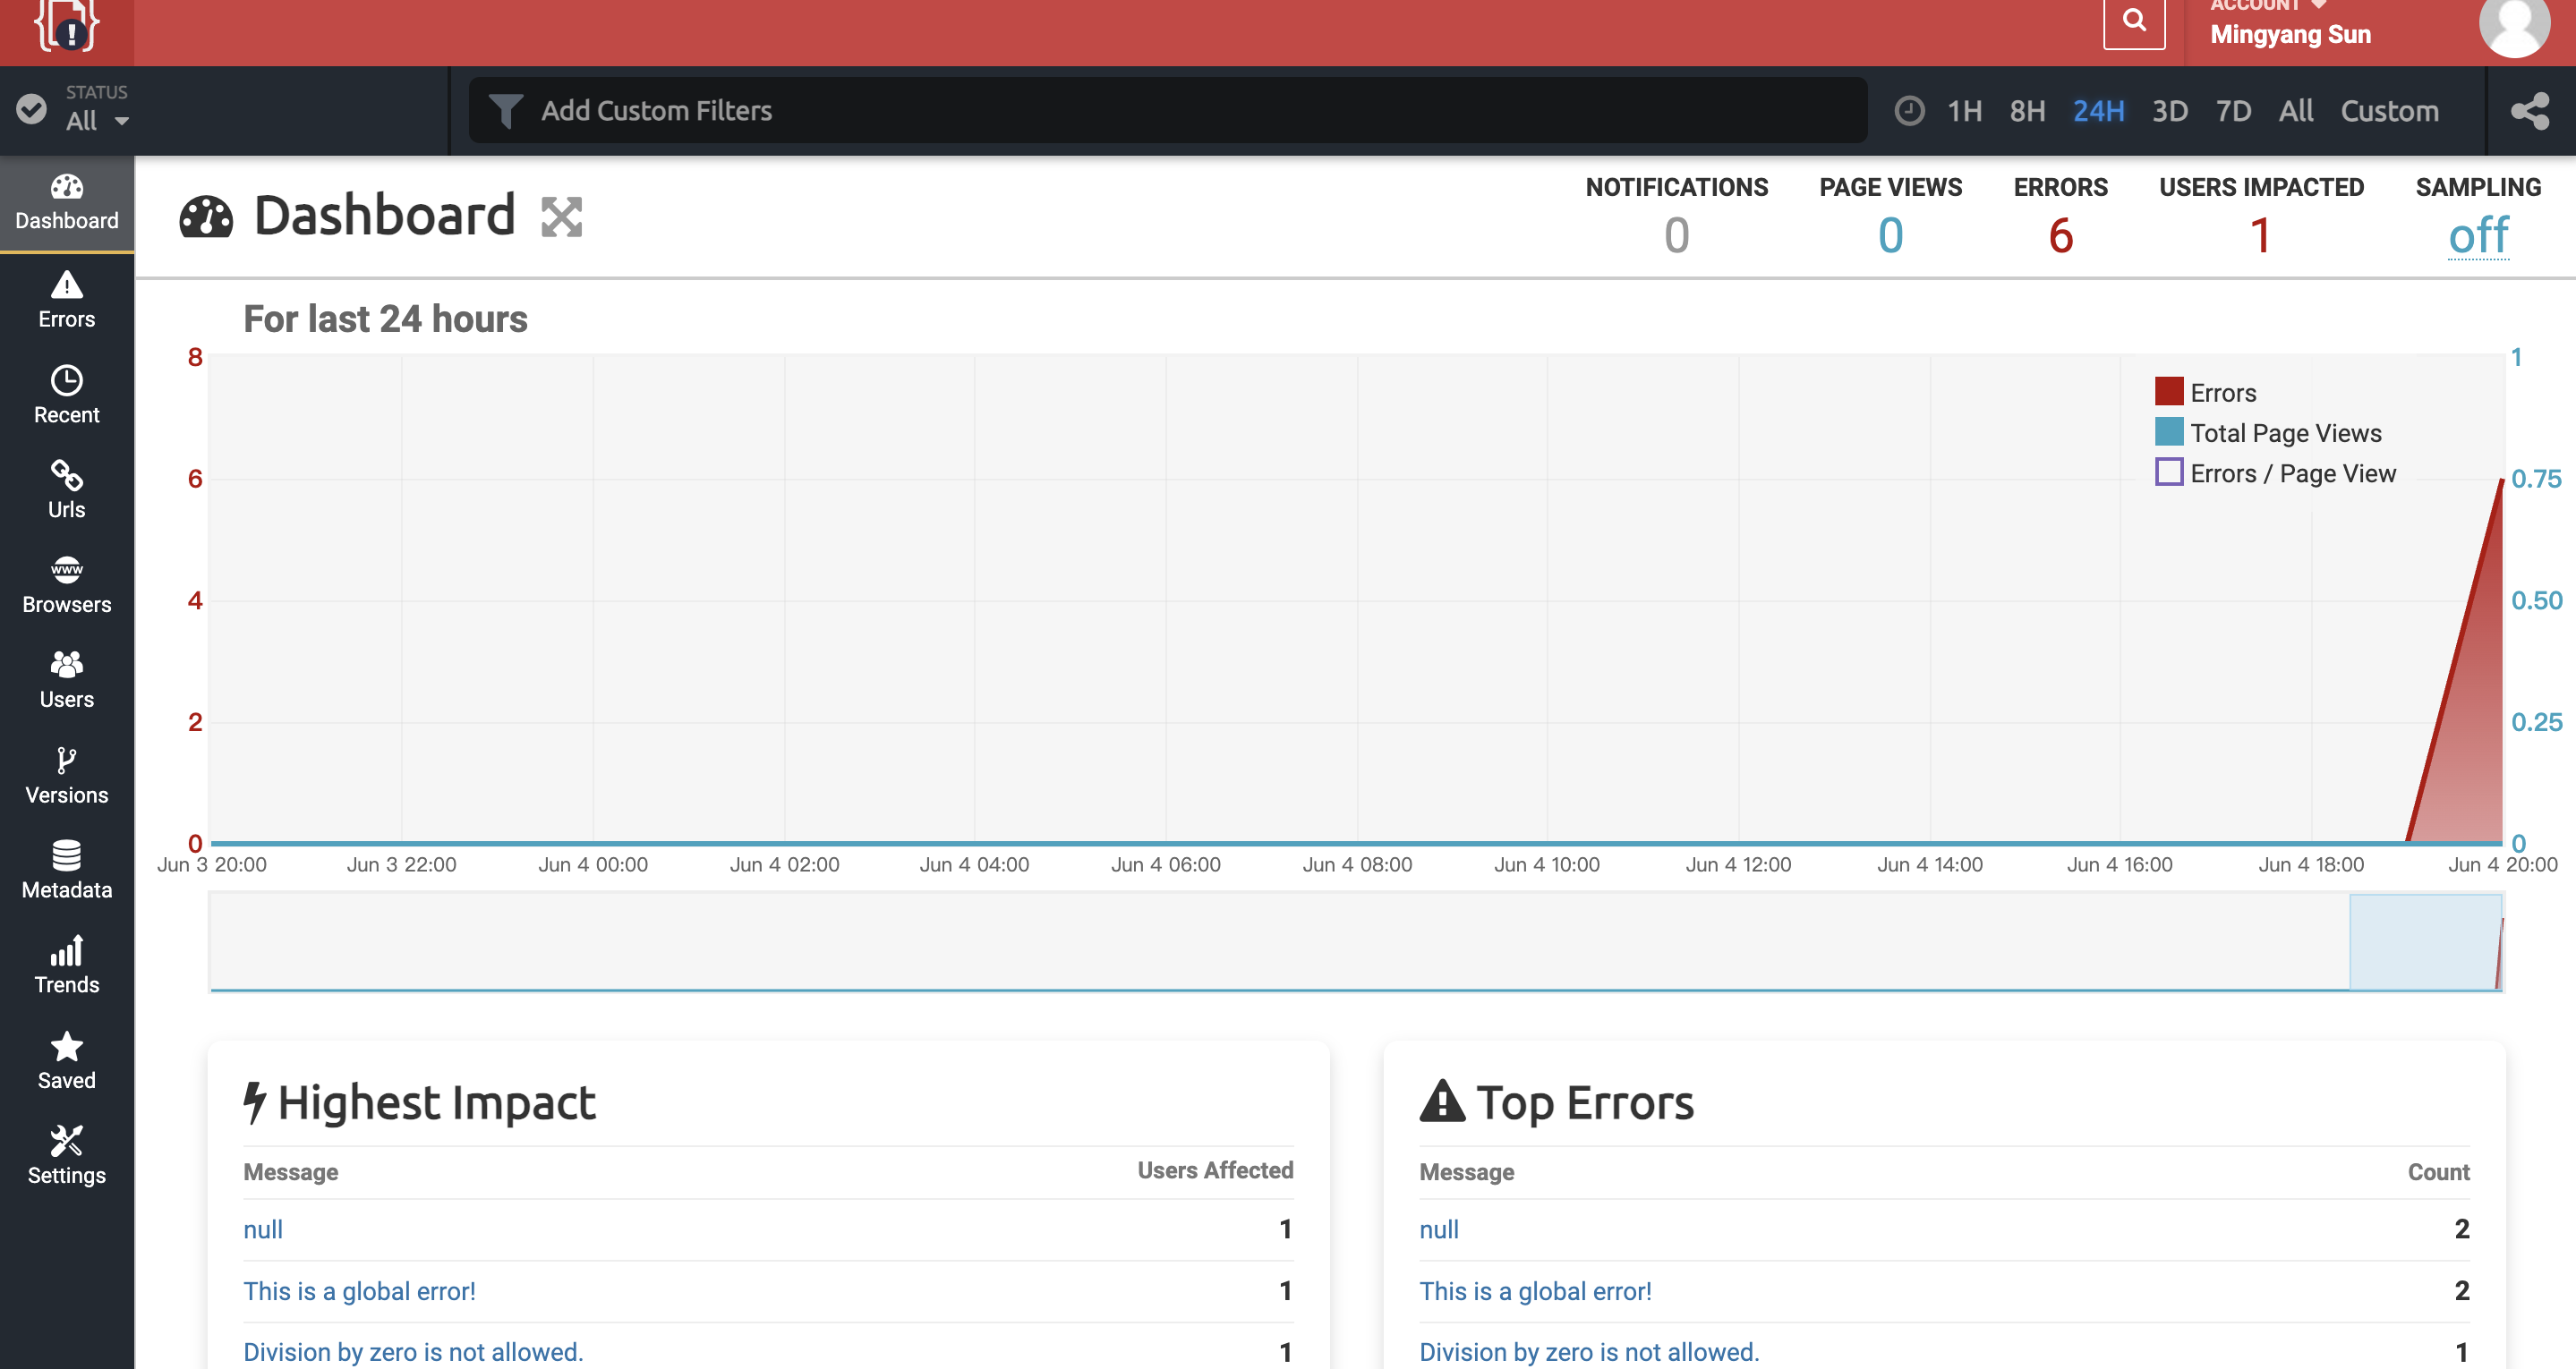 ACCOUNT
Mingyang Sun
STATUS
All
Add Custom Filters
1H 8H 24H 3D 7D All Custom
Dashboard
Errors
Recent
Urls
www
Browsers
Users
Versions
Metadata
Trends
Saved
Settings
Dashboard
NOTIFICATIONS PAGE VIEWS ERRORS USERS IMPACTED SAMPLING
0 0 6 1 off
For last 24 hours
8 1
6 0.75
4 0.50
2 0.25
0 0
Errors
Total Page Views
Errors / Page View
Jun 3 20:00 Jun 3 22:00 Jun 4 00:00 Jun 4 02:00 Jun 4 04:00 Jun 4 06:00 Jun 4 08:00 Jun 4 10:00 Jun 4 12:00 Jun 4 14:00 Jun 4 16:00 Jun 4 18:00 Jun 4 20:00
Highest Impact
Message Users Affected
null 1
This is a global error! 1
Division by zero is not allowed. 1
Top Errors
Message Count
null 2
This is a global error! 2
Division by zero is not allowed. 1